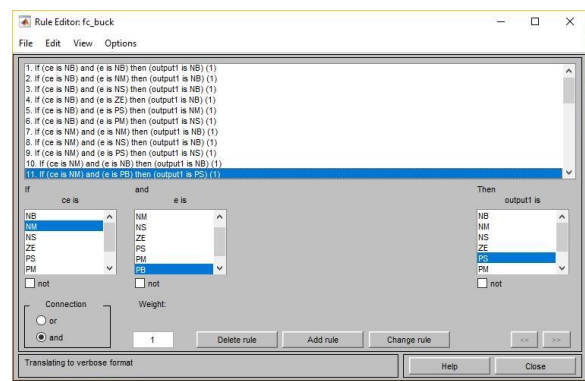 Rule Editor: fc_buck
File Edit View Options
1. If (ce is NB) and (e is NB) then (output1 is NB) (1)
2. If (ce is NB) and (e is NM) then (output1 is NB) (1)
3. If (ce is NB) and (e is NS) then (output1 is NB) (1)
4. If (ce is NB) and (e is ZE) then (output1 is NB) (1)
5. If (ce is NB) and (e is PS) then (output1 is NM) (1)
6. If (ce is NB) and (e is PM) then (output1 is NS) (1)
7. If (ce is NM) and (e is NM) then (output1 is NB) (1)
8. If (ce is NM) and (e is NS) then (output1 is NB) (1)
9. If (ce is NM) and (e is PS) then (output1 is NS) (1)
10. If (ce is NM) and (e is NB) then (output1 is NB) (1)
11. If (ce is NM) and (e is PB) then (output1 is PS) (1)
If and Then
ce is e is output1 is
NB NM NB
NM NS NM
NS ZE NS
ZE PS ZE
PS PM PS
PM PB PM
not not not
Connection Weight:
or
and 1 Delete rule Add rule Change rule << >>
Translating to verbose format Help Close